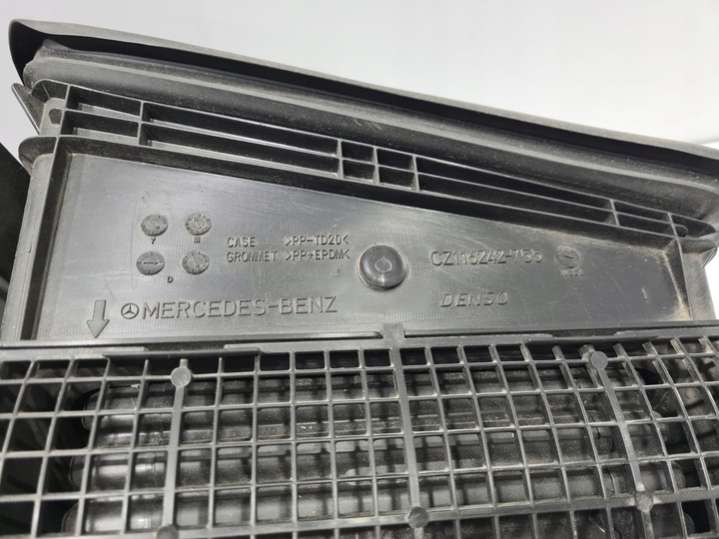 Y M
D
CASE >PP-TD20<
GROMMET >PP+EPDM<
MERCEDES-BENZ
DENSO